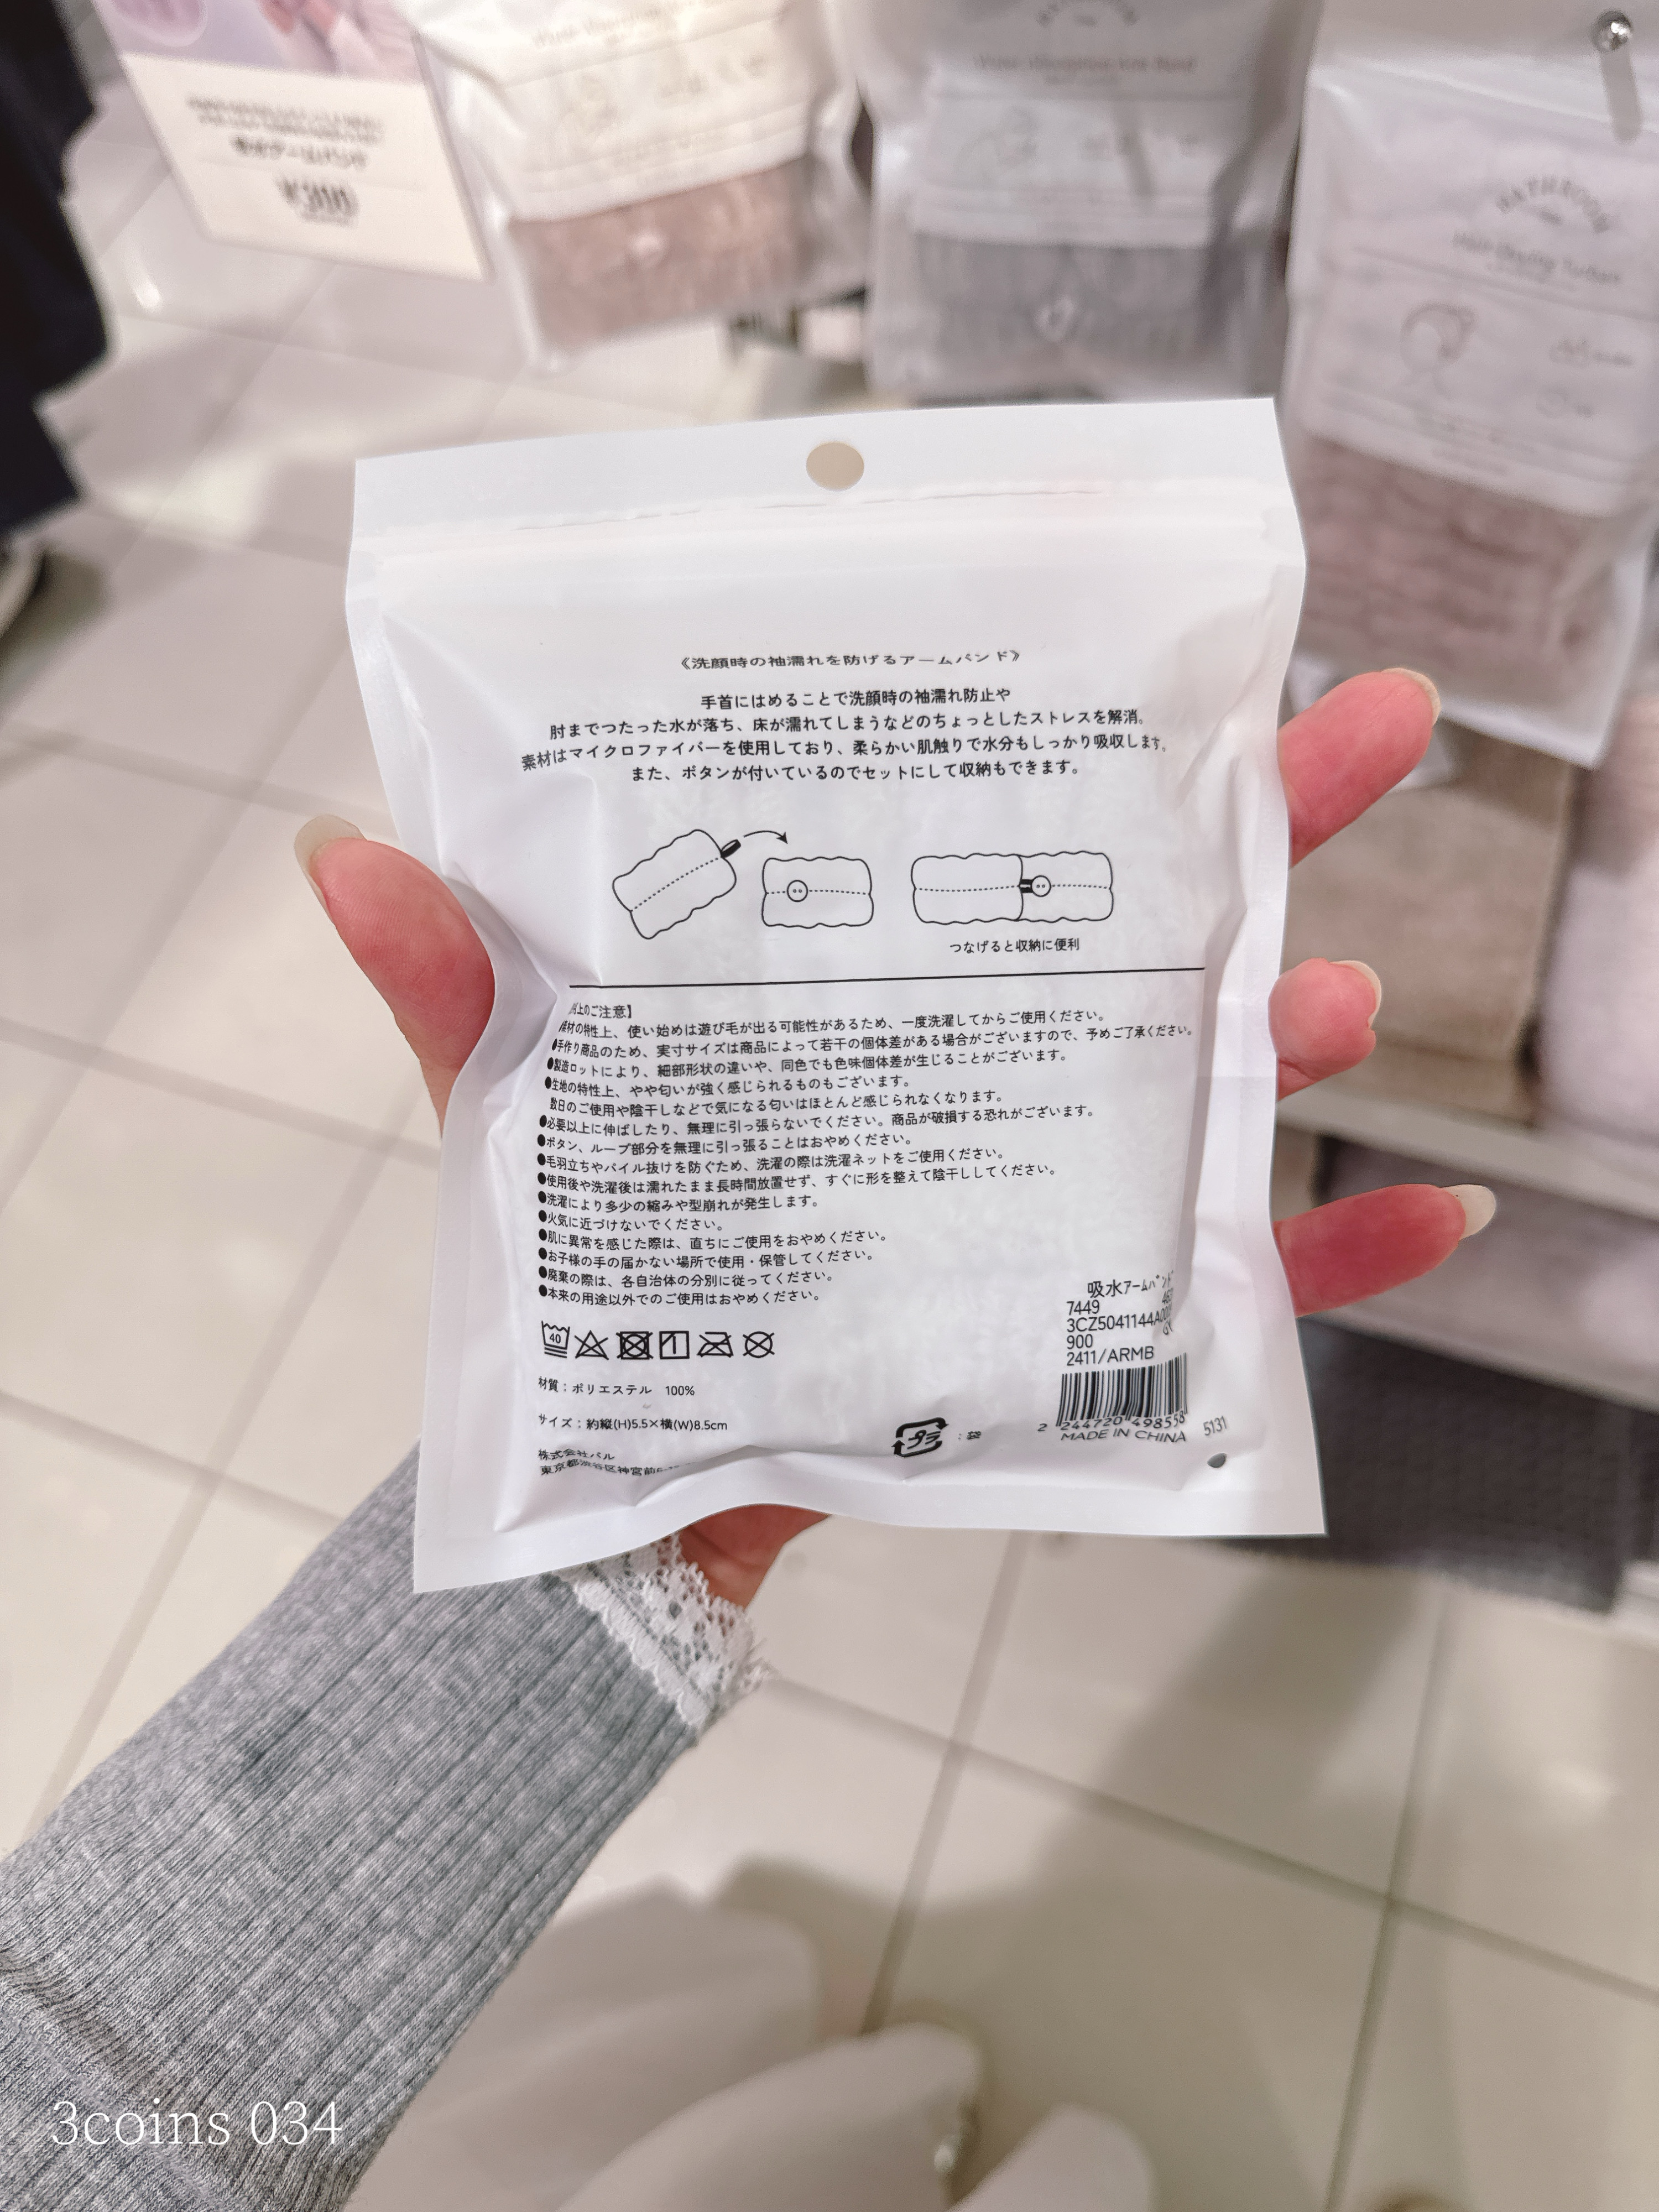 ¥300
BATHROOM
Hair Drying Turban
《洗顔時の袖濡れを防げるアームバンド》
手首にはめることで洗顔時の袖濡れ防止や
肘までつたった水が落ち、床が濡れてしまうなどのちょっとしたストレスを解消。
素材はマイクロファイバーを使用しており、柔らかい肌触りで水分もしっかり吸収します。
また、ボタンが付いているのでセットにして収納もできます。
つなげると収納に便利
上のご注意】
素材の特性上、使い始めは遊び毛が出る可能性があるため、一度洗濯してからご使用ください。
●手作り商品のため、実寸サイズは商品によって若干の個体差がある場合がございますので、予めご了承ください。
●製造ロットにより、細部形状の違いや、同色でも色味個体差が生じることがございます。
●生地の特性上、やや匂いが強く感じられるものもございます。
数日のご使用や陰干しなどで気になる匂いはほとんど感じられなくなります。
●必要以上に伸ばしたり、無理に引っ張らないでください。商品が破損する恐れがございます。
●ボタン、ループ部分を無理に引っ張ることはおやめください。
●毛羽立ちやパイル抜けを防ぐため、洗濯の際は洗濯ネットをご使用ください。
●使用後や洗濯後は濡れたまま長時間放置せず、すぐに形を整えて陰干ししてください。
●洗濯により多少の縮みや型崩れが発生します。
●火気に近づけないでください。
●肌に異常を感じた際は、直ちにご使用をおやめください。
●お子様の手の届かない場所で使用・保管してください。
●廃棄の際は、各自治体の分別に従ってください。
●本来の用途以外でのご使用はおやめください。
40
材質：ポリエステル 100%
サイズ：約縦(H)5.5×横(W)8.5cm
株式会社パル
東京都渋谷区神宮前
プラ：袋
吸水ｱｰﾑﾊﾞﾝﾄﾞ
7449
3CZ5041144A
900
2411/ARMB
2 244720 498558
MADE IN CHINA
5131
3coins 034